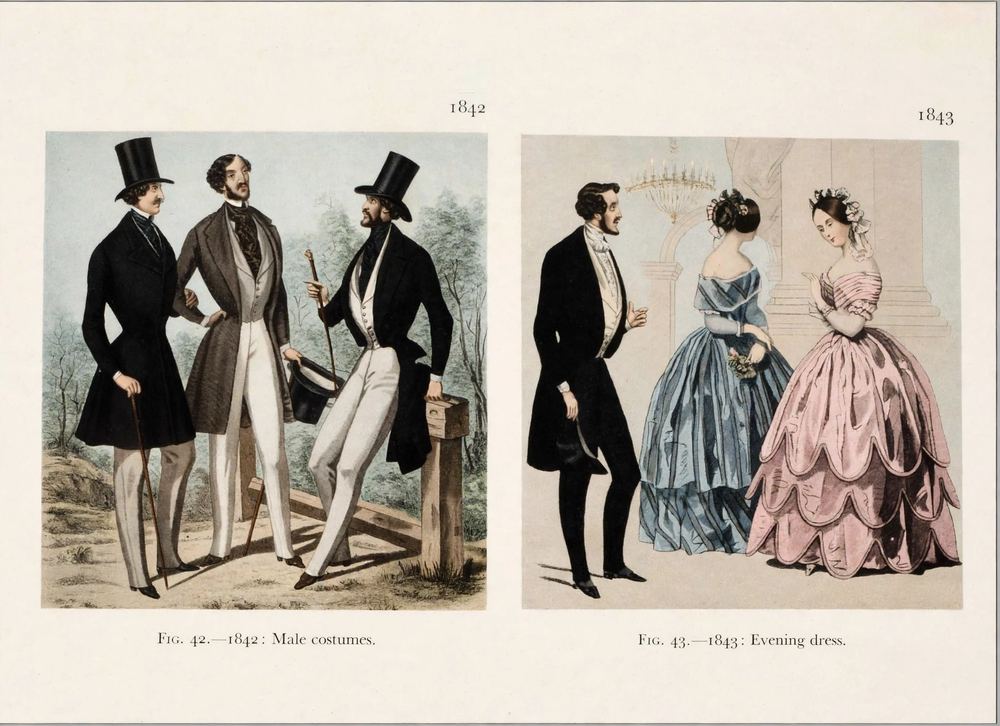 1842
1843
FIG. 42.—1842: Male costumes.
FIG. 43.—1843: Evening dress.